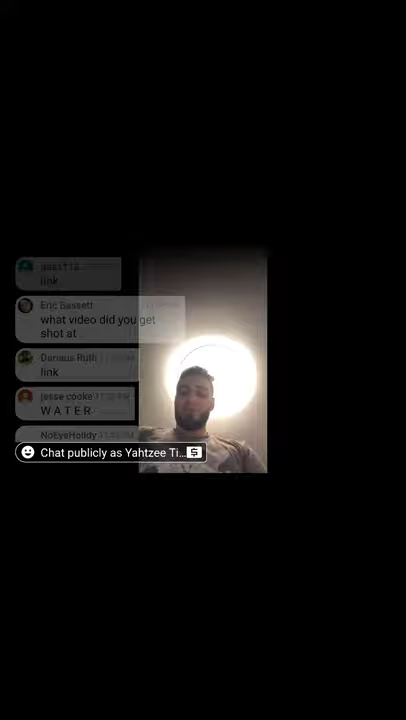 link
Eric Bassett
what video did you get
shot at
Danaus Ruth
link
jesse cooke
W A T E R
NoEyeHolidy
Chat publicly as Yahtzee Ti...